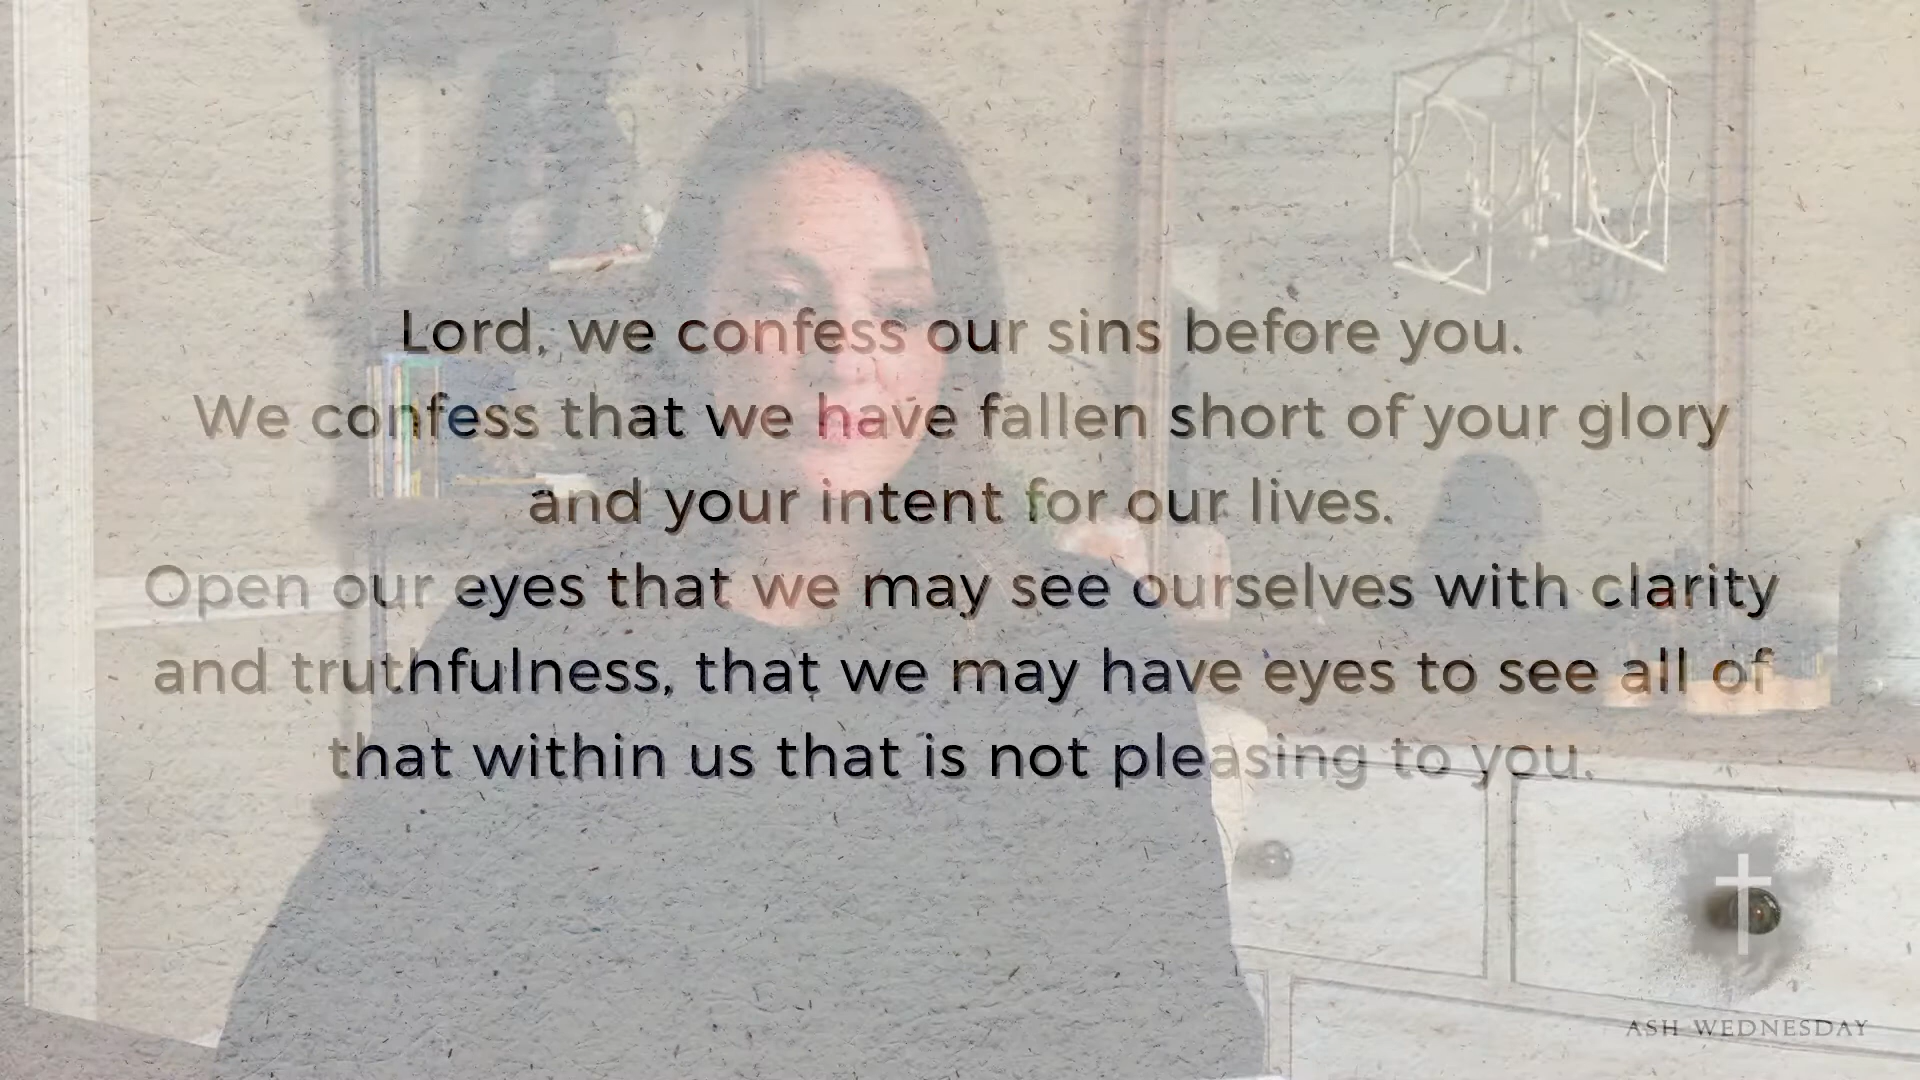 Lord, we confess our sins before you.
We confess that we have fallen short of your glory
and your intent for our lives.
Open our eyes that we may see ourselves with clarity
and truthfulness, that we may have eyes to see all of
that within us that is not pleasing to you.
ASH WEDNESDAY